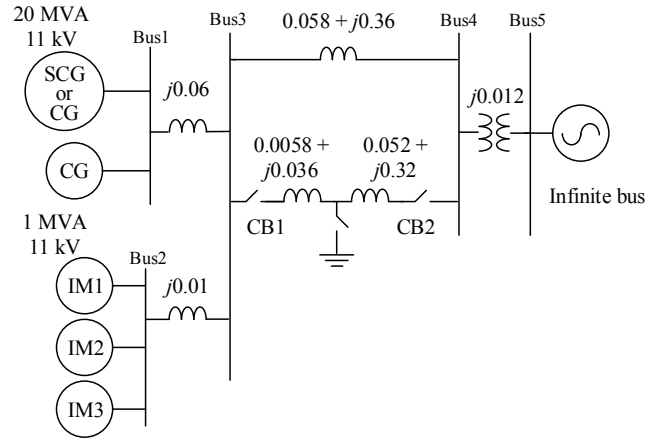 20 MVA
11 kV
SCG
or
CG
CG
Bus1
j0.06
Bus3
0.058 + j0.36
Bus4
Bus5
j0.012
0.0058 +
j0.036
0.052 +
j0.32
CB1
CB2
Infinite bus
1 MVA
11 kV
Bus2
j0.01
IM1
IM2
IM3